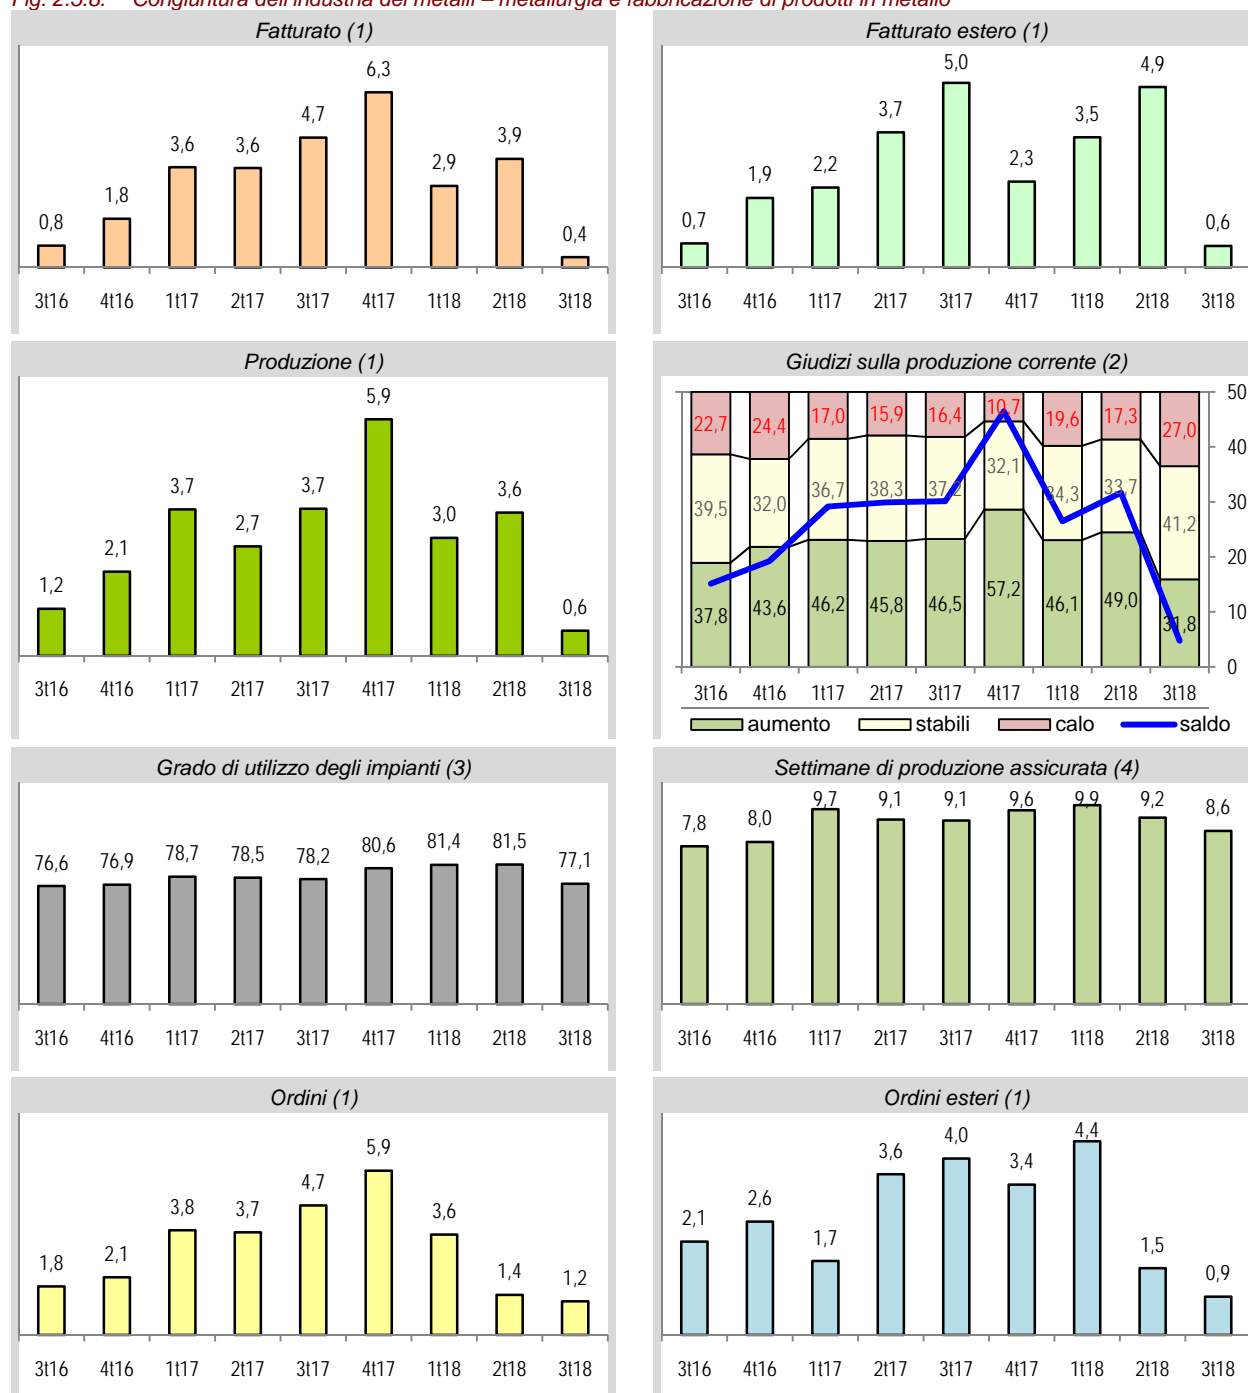 Fig. 2.3.8. Congiuntura dell'industria dei metalli – metallurgia e fabbricazione di prodotti in metallo
Fatturato (1)
0,8 1,8 3,6 3,6 4,7 6,3 2,9 3,9 0,4
3t16 4t16 1t17 2t17 3t17 4t17 1t18 2t18 3t18
Fatturato estero (1)
0,7 1,9 2,2 3,7 5,0 2,3 3,5 4,9 0,6
3t16 4t16 1t17 2t17 3t17 4t17 1t18 2t18 3t18
Produzione (1)
1,2 2,1 3,7 2,7 3,7 5,9 3,0 3,6 0,6
3t16 4t16 1t17 2t17 3t17 4t17 1t18 2t18 3t18
Giudizi sulla produzione corrente (2)
50
40
30
20
10
0
22,7 24,4 17,0 15,9 16,4 10,7 19,6 17,3 27,0
39,5 32,0 36,7 38,3 37,2 32,1 34,3 33,7 41,2
37,8 43,6 46,2 45,8 46,5 57,2 46,1 49,0 31,8
3t16 4t16 1t17 2t17 3t17 4t17 1t18 2t18 3t18
aumento stabili calo saldo
Grado di utilizzo degli impianti (3)
76,6 76,9 78,7 78,5 78,2 80,6 81,4 81,5 77,1
3t16 4t16 1t17 2t17 3t17 4t17 1t18 2t18 3t18
Settimane di produzione assicurata (4)
7,8 8,0 9,7 9,1 9,1 9,6 9,9 9,2 8,6
3t16 4t16 1t17 2t17 3t17 4t17 1t18 2t18 3t18
Ordini (1)
1,8 2,1 3,8 3,7 4,7 5,9 3,6 1,4 1,2
3t16 4t16 1t17 2t17 3t17 4t17 1t18 2t18 3t18
Ordini esteri (1)
2,1 2,6 1,7 3,6 4,0 3,4 4,4 1,5 0,9
3t16 4t16 1t17 2t17 3t17 4t17 1t18 2t18 3t18